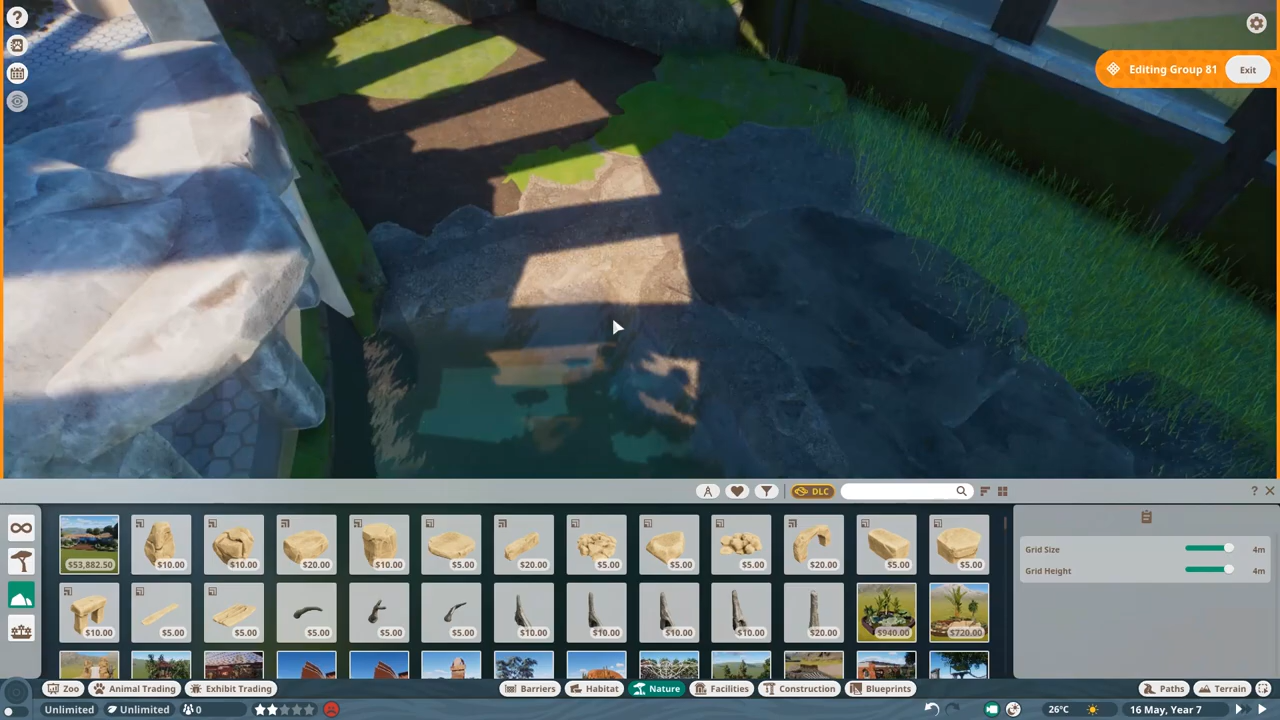 ?
Editing Group 81
Exit
DLC
?
$53,882.50
$10.00
$10.00
$20.00
$10.00
$5.00
$20.00
$5.00
$5.00
$5.00
$20.00
$5.00
$5.00
Grid Size
4m
Grid Height
4m
$10.00
$5.00
$5.00
$5.00
$5.00
$5.00
$10.00
$10.00
$10.00
$10.00
$20.00
$940.00
$720.00
Zoo
Animal Trading
Exhibit Trading
Barriers
Habitat
Nature
Facilities
Construction
Blueprints
Paths
Terrain
Unlimited
Unlimited
0
26°C
16 May, Year 7